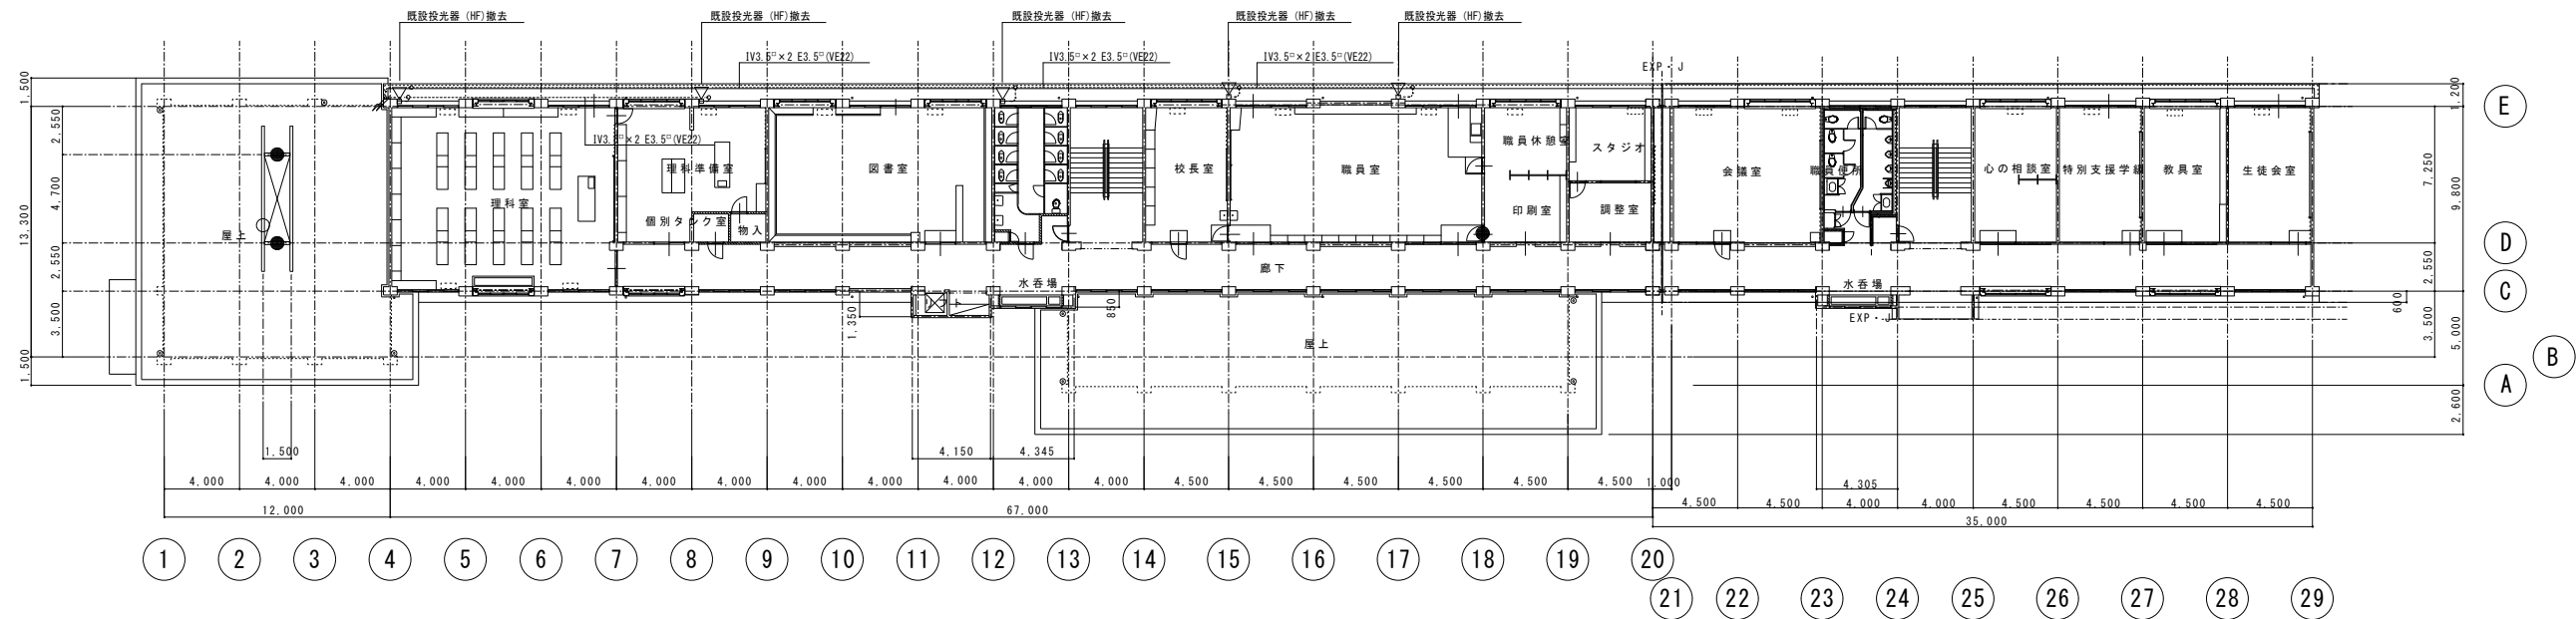 既設投光器 (HF)撤去
既設投光器 (HF)撤去
既設投光器 (HF)撤去
既設投光器 (HF)撤去
既設投光器 (HF)撤去
IV3.5□×2 E3.5□(VE22)
IV3.5□×2 E3.5□(VE22)
IV3.5□×2 E3.5□(VE22)
EXP・J
1,500
2,550
4,700
13,300
2,550
3,500
1,500
IV3.5□×2 E3.5□(VE22)
屋上
理科室
理科準備室
個別タンク室
物入
図書室
校長室
職員室
職員休憩室
印刷室
スタジオ
調整室
会議室
職員便所
心の相談室
特別支援学級
教具室
生徒会室
水呑場
廊下
水呑場
屋上
EXP・J
1,350
850
1,200
7,250
9,800
2,550
600
3,500
5,000
2,600
E
D
C
B
A
1,500
4,150
4,345
4,305
4,000
4,000
4,000
4,000
4,000
4,000
4,000
4,000
4,000
4,000
4,000
4,000
4,000
4,500
4,500
4,500
4,500
4,500
4,500
1,000
4,500
4,500
4,000
4,000
4,500
4,500
4,500
4,500
12,000
67,000
35,000
1
2
3
4
5
6
7
8
9
10
11
12
13
14
15
16
17
18
19
20
21
22
23
24
25
26
27
28
29